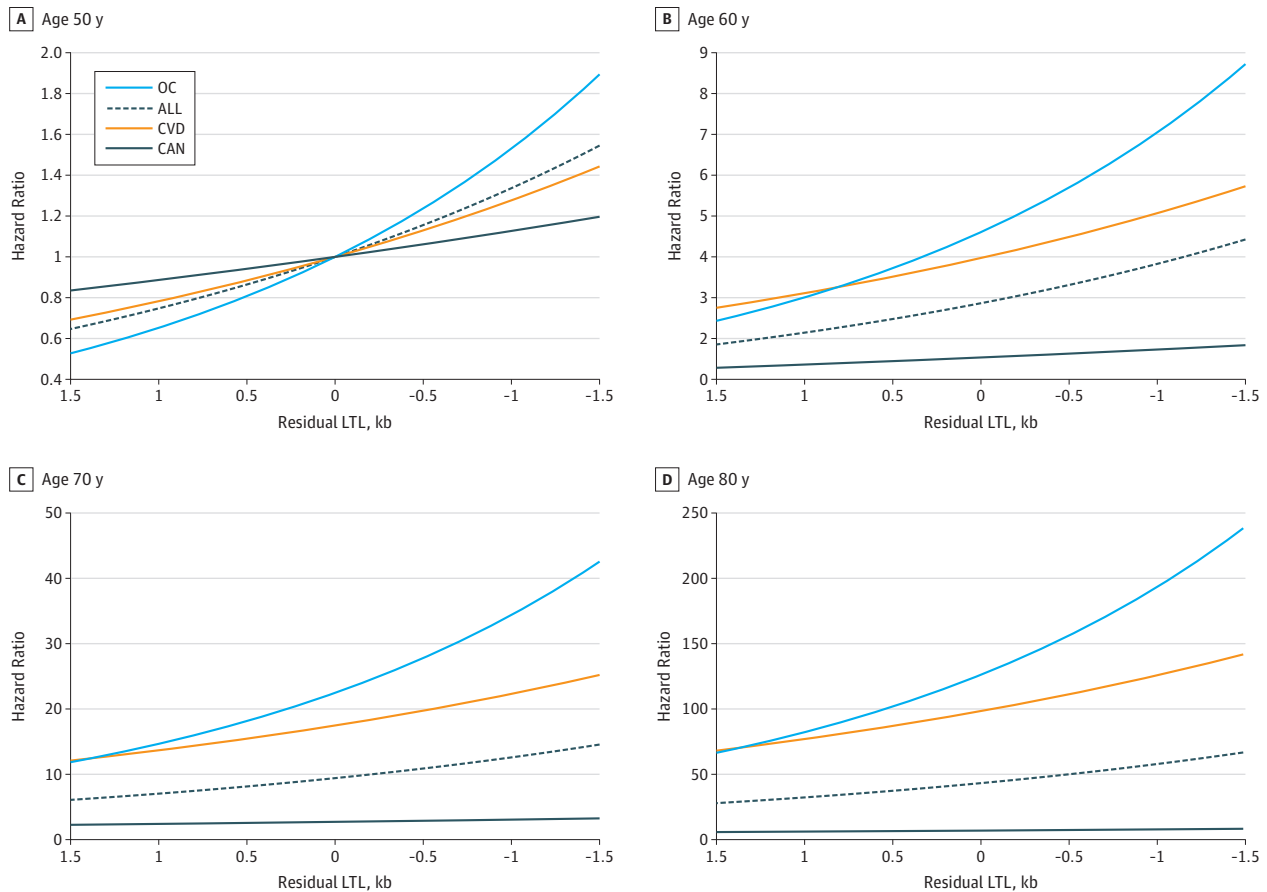 A Age 50 y
2.0
1.8
1.6
1.4
1.2
1
0.8
0.6
0.4
Hazard Ratio
OC
ALL
CVD
CAN
1.5 1 0.5 0 -0.5 -1 -1.5
Residual LTL, kb
B Age 60 y
9
8
7
6
5
4
3
2
0
Hazard Ratio
1.5 1 0.5 0 -0.5 -1 -1.5
Residual LTL, kb
C Age 70 y
50
40
30
20
10
0
Hazard Ratio
1.5 1 0.5 0 -0.5 -1 -1.5
Residual LTL, kb
D Age 80 y
250
200
150
100
50
0
Hazard Ratio
1.5 1 0.5 0 -0.5 -1 -1.5
Residual LTL, kb